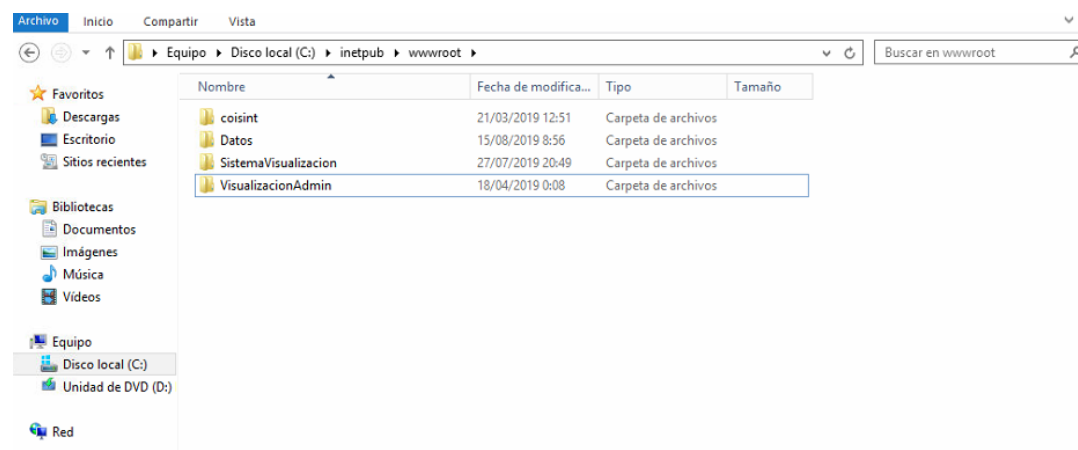 Archivo Inicio Compartir Vista
Equipo Disco local (C:) inetpub wwwroot Buscar en wwwroot
Nombre Fecha de modifica... Tipo Tamaño
Favoritos
Descargas
Escritorio
Sitios recientes
Bibliotecas
Documentos
Imágenes
Música
Vídeos
Equipo
Disco local (C:)
Unidad de DVD (D:)
Red
coisint 21/03/2019 12:51 Carpeta de archivos
Datos 15/08/2019 8:56 Carpeta de archivos
SistemaVisualizacion 27/07/2019 20:49 Carpeta de archivos
VisualizacionAdmin 18/04/2019 0:08 Carpeta de archivos